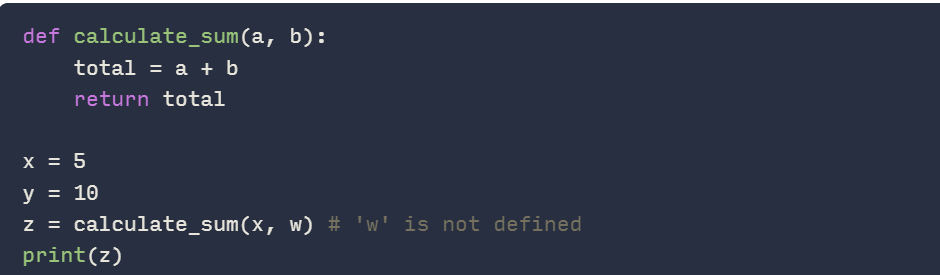 def calculate_sum(a, b):
    total = a + b
    return total

x = 5
y = 10
z = calculate_sum(x, w) # 'w' is not defined
print(z)